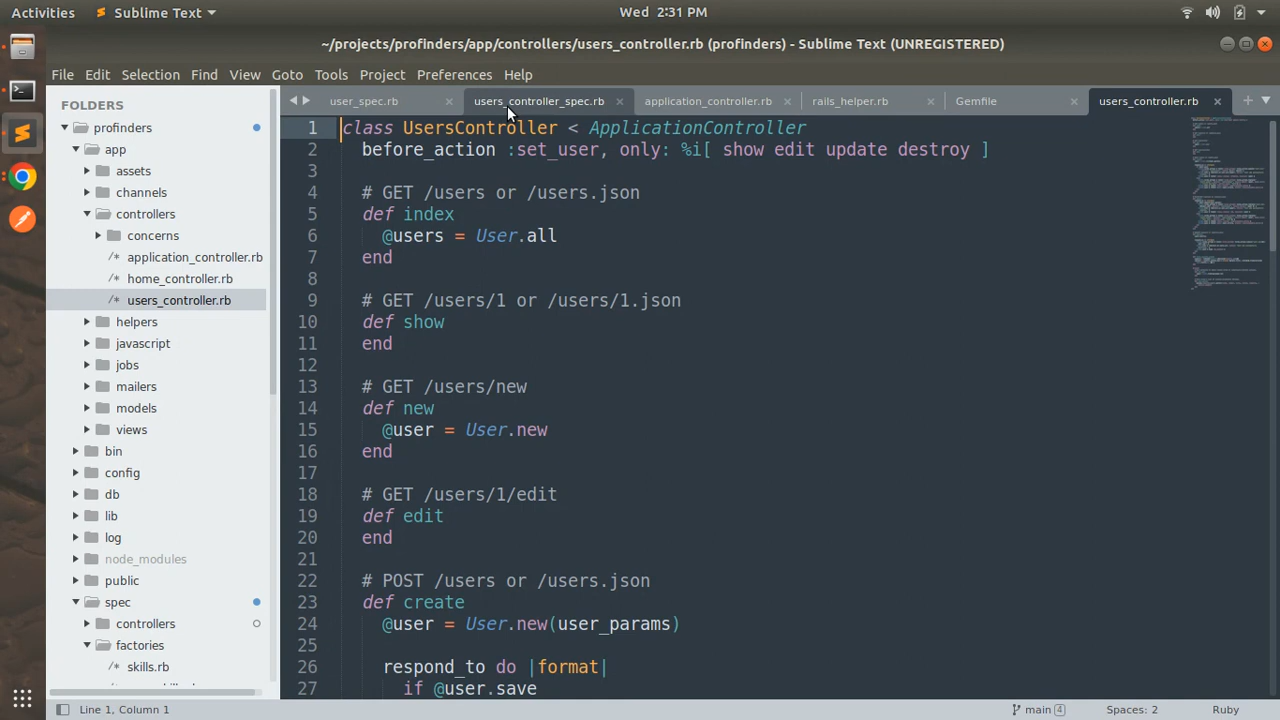 Activities
Sublime Text
Wed 2:31 PM
~/projects/profinders/app/controllers/users_controller.rb (profinders) - Sublime Text (UNREGISTERED)
File Edit Selection Find View Goto Tools Project Preferences Help
FOLDERS
profinders
app
assets
channels
controllers
concerns
/* application_controller.rb
/* home_controller.rb
/* users_controller.rb
helpers
javascript
jobs
mailers
models
views
bin
config
db
lib
log
node_modules
public
spec
controllers
factories
/* skills.rb
user_spec.rb
users_controller_spec.rb
application_controller.rb
rails_helper.rb
Gemfile
users_controller.rb
1 class UsersController < ApplicationController
2 before_action :set_user, only: %i[ show edit update destroy ]
3
4 # GET /users or /users.json
5 def index
6 @users = User.all
7 end
8
9 # GET /users/1 or /users/1.json
10 def show
11 end
12
13 # GET /users/new
14 def new
15 @user = User.new
16 end
17
18 # GET /users/1/edit
19 def edit
20 end
21
22 # POST /users or /users.json
23 def create
24 @user = User.new(user_params)
25
26 respond_to do |format|
27 if @user.save
Line 1, Column 1
main 4
Spaces: 2
Ruby